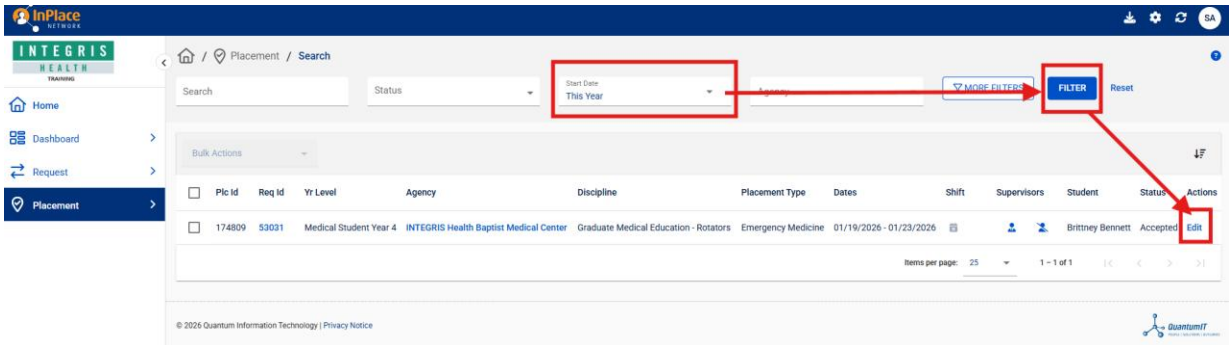 InPlace
NETWORK
SA
INTEGRIS
HEALTH
TRAINING
/ Placement / Search
Search
Status
Start Date
This Year
Agency
MORE FILTERS
FILTER
Reset
Home
Dashboard
Request
Placement
Bulk Actions
Plc Id Req Id Yr Level Agency Discipline Placement Type Dates Shift Supervisors Student Status Actions
174809 53031 Medical Student Year 4 INTEGRIS Health Baptist Medical Center Graduate Medical Education - Rotators Emergency Medicine 01/19/2026 - 01/23/2026 Brittney Bennett Accepted Edit
Items per page: 25 1 – 1 of 1
© 2026 Quantum Information Technology | Privacy Notice
QuantumIT